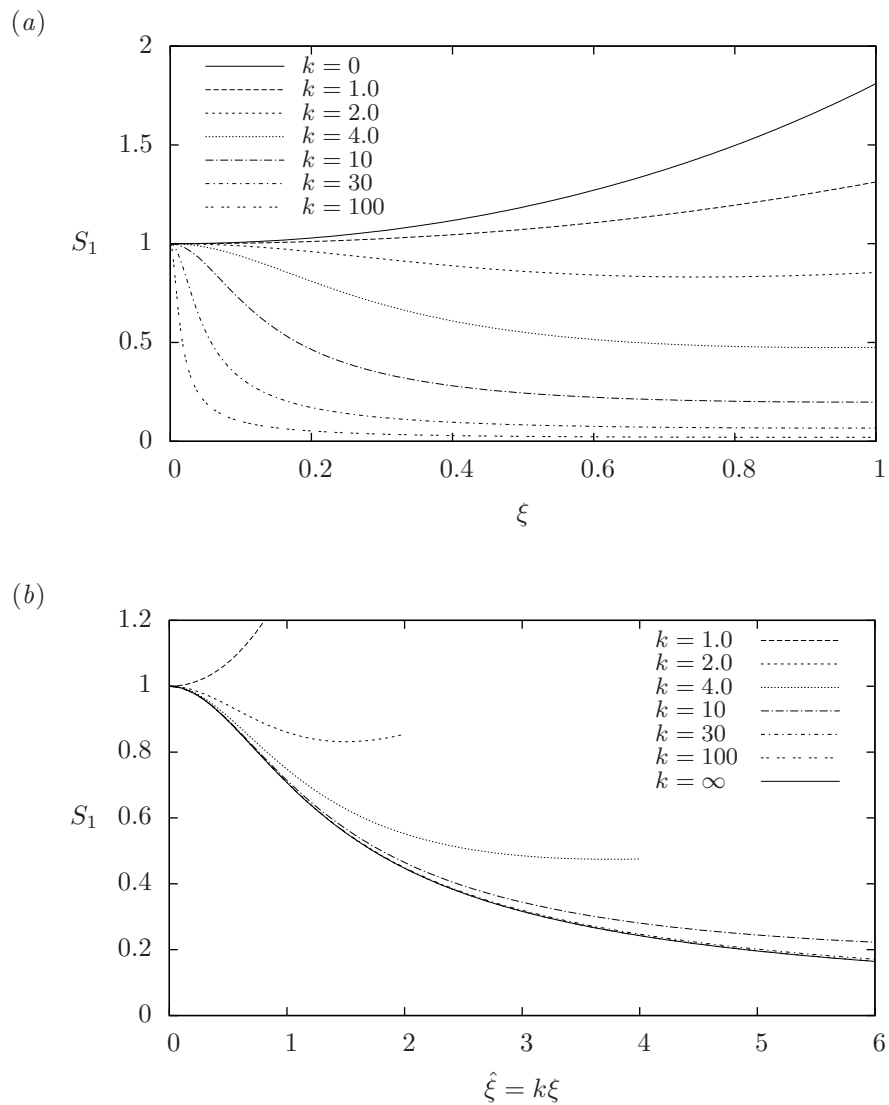 (a)
2
1.5
1
0.5
0
S₁
k = 0
k = 1.0
k = 2.0
k = 4.0
k = 10
k = 30
k = 100
0 0.2 0.4 0.6 0.8 1
ξ
(b)
1.2
1
0.8
0.6
0.4
0.2
0
S₁
k = 1.0
k = 2.0
k = 4.0
k = 10
k = 30
k = 100
k = ∞
0 1 2 3 4 5 6
ξ̂ = kξ